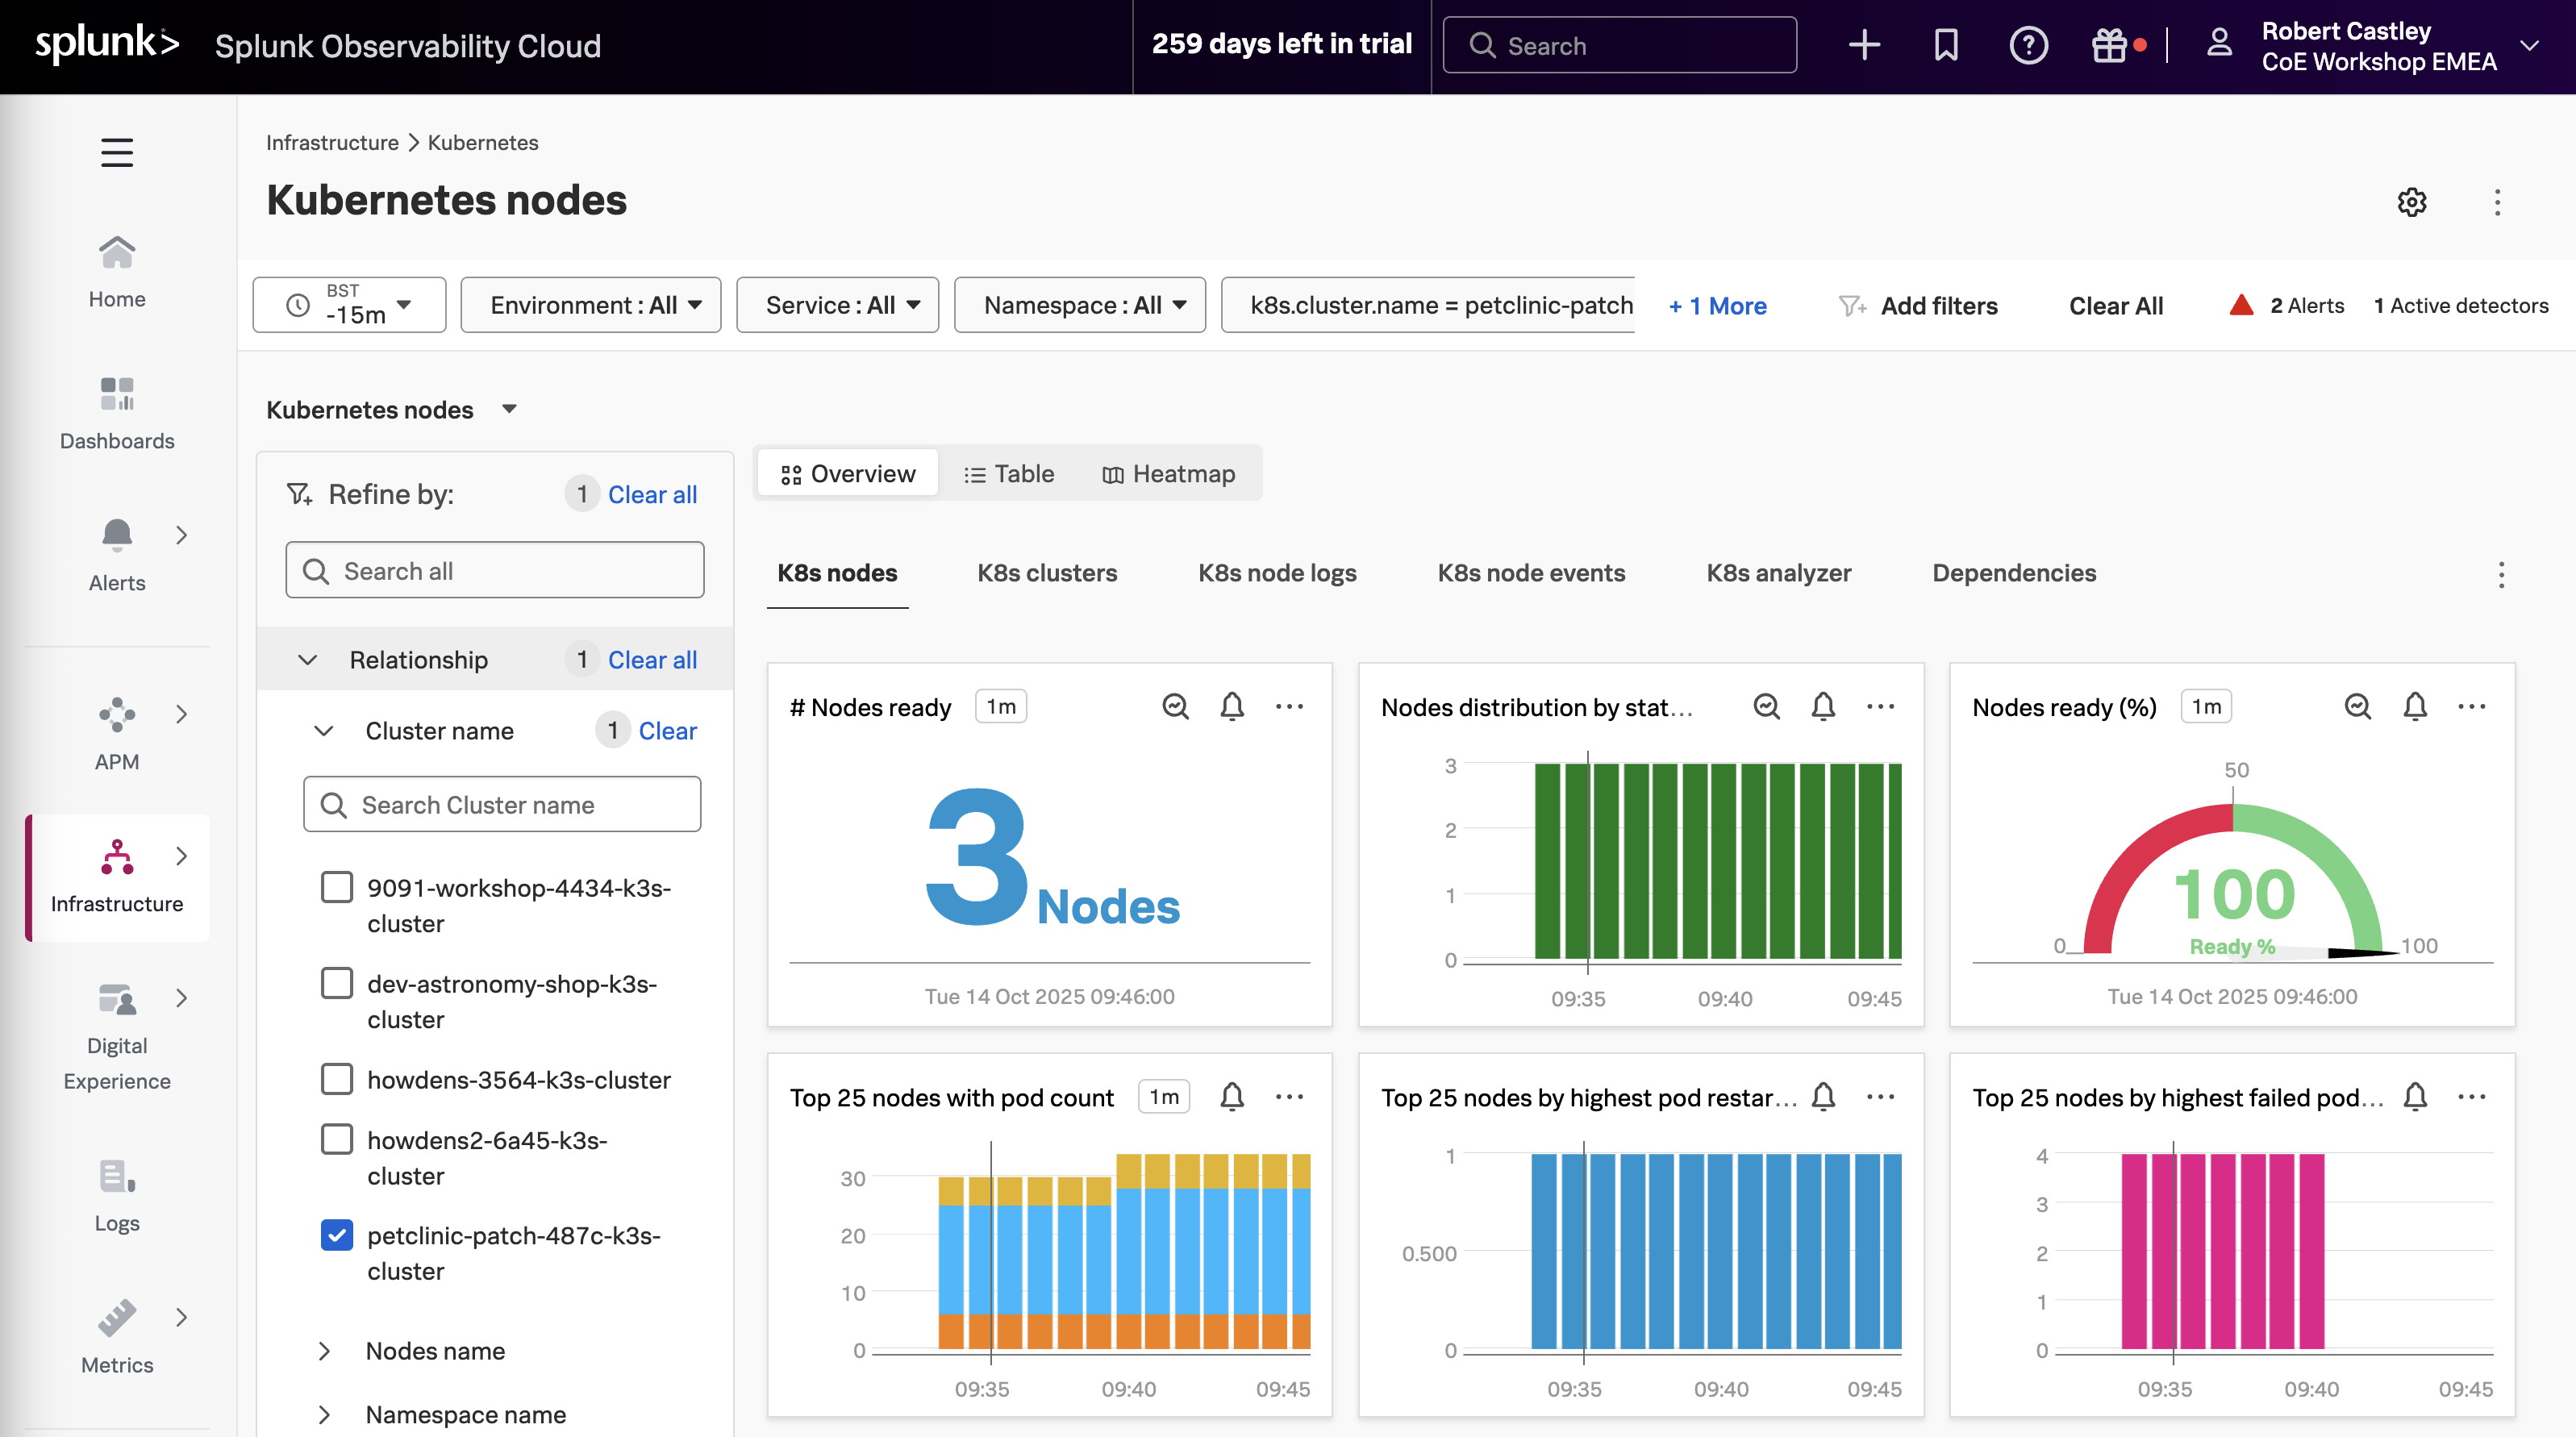 splunk>
Splunk Observability Cloud
259 days left in trial
Search
Robert Castley
CoE Workshop EMEA
Home
Dashboards
Alerts
APM
Infrastructure
Digital
Experience
Logs
Metrics
Infrastructure > Kubernetes
Kubernetes nodes
BST
-15m
Environment : All
Service : All
Namespace : All
k8s.cluster.name = petclinic-patch
+ 1 More
Add filters
Clear All
2 Alerts
1 Active detectors
Kubernetes nodes
Refine by:
1
Clear all
Search all
Relationship
1
Clear all
Cluster name
1
Clear
Search Cluster name
9091-workshop-4434-k3s-
cluster
dev-astronomy-shop-k3s-
cluster
howdens-3564-k3s-cluster
howdens2-6a45-k3s-
cluster
petclinic-patch-487c-k3s-
cluster
Nodes name
Namespace name
Overview
Table
Heatmap
K8s nodes
K8s clusters
K8s node logs
K8s node events
K8s analyzer
Dependencies
# Nodes ready
1m
3 Nodes
Tue 14 Oct 2025 09:46:00
Nodes distribution by stat...
3
2
1
0
09:35
09:40
09:45
Nodes ready (%)
1m
50
0
100
100
Ready %
Tue 14 Oct 2025 09:46:00
Top 25 nodes with pod count
1m
30
20
10
0
09:35
09:40
09:45
Top 25 nodes by highest pod restar...
1
0.500
0
09:35
09:40
09:45
Top 25 nodes by highest failed pod...
4
3
2
1
0
09:35
09:40
09:45